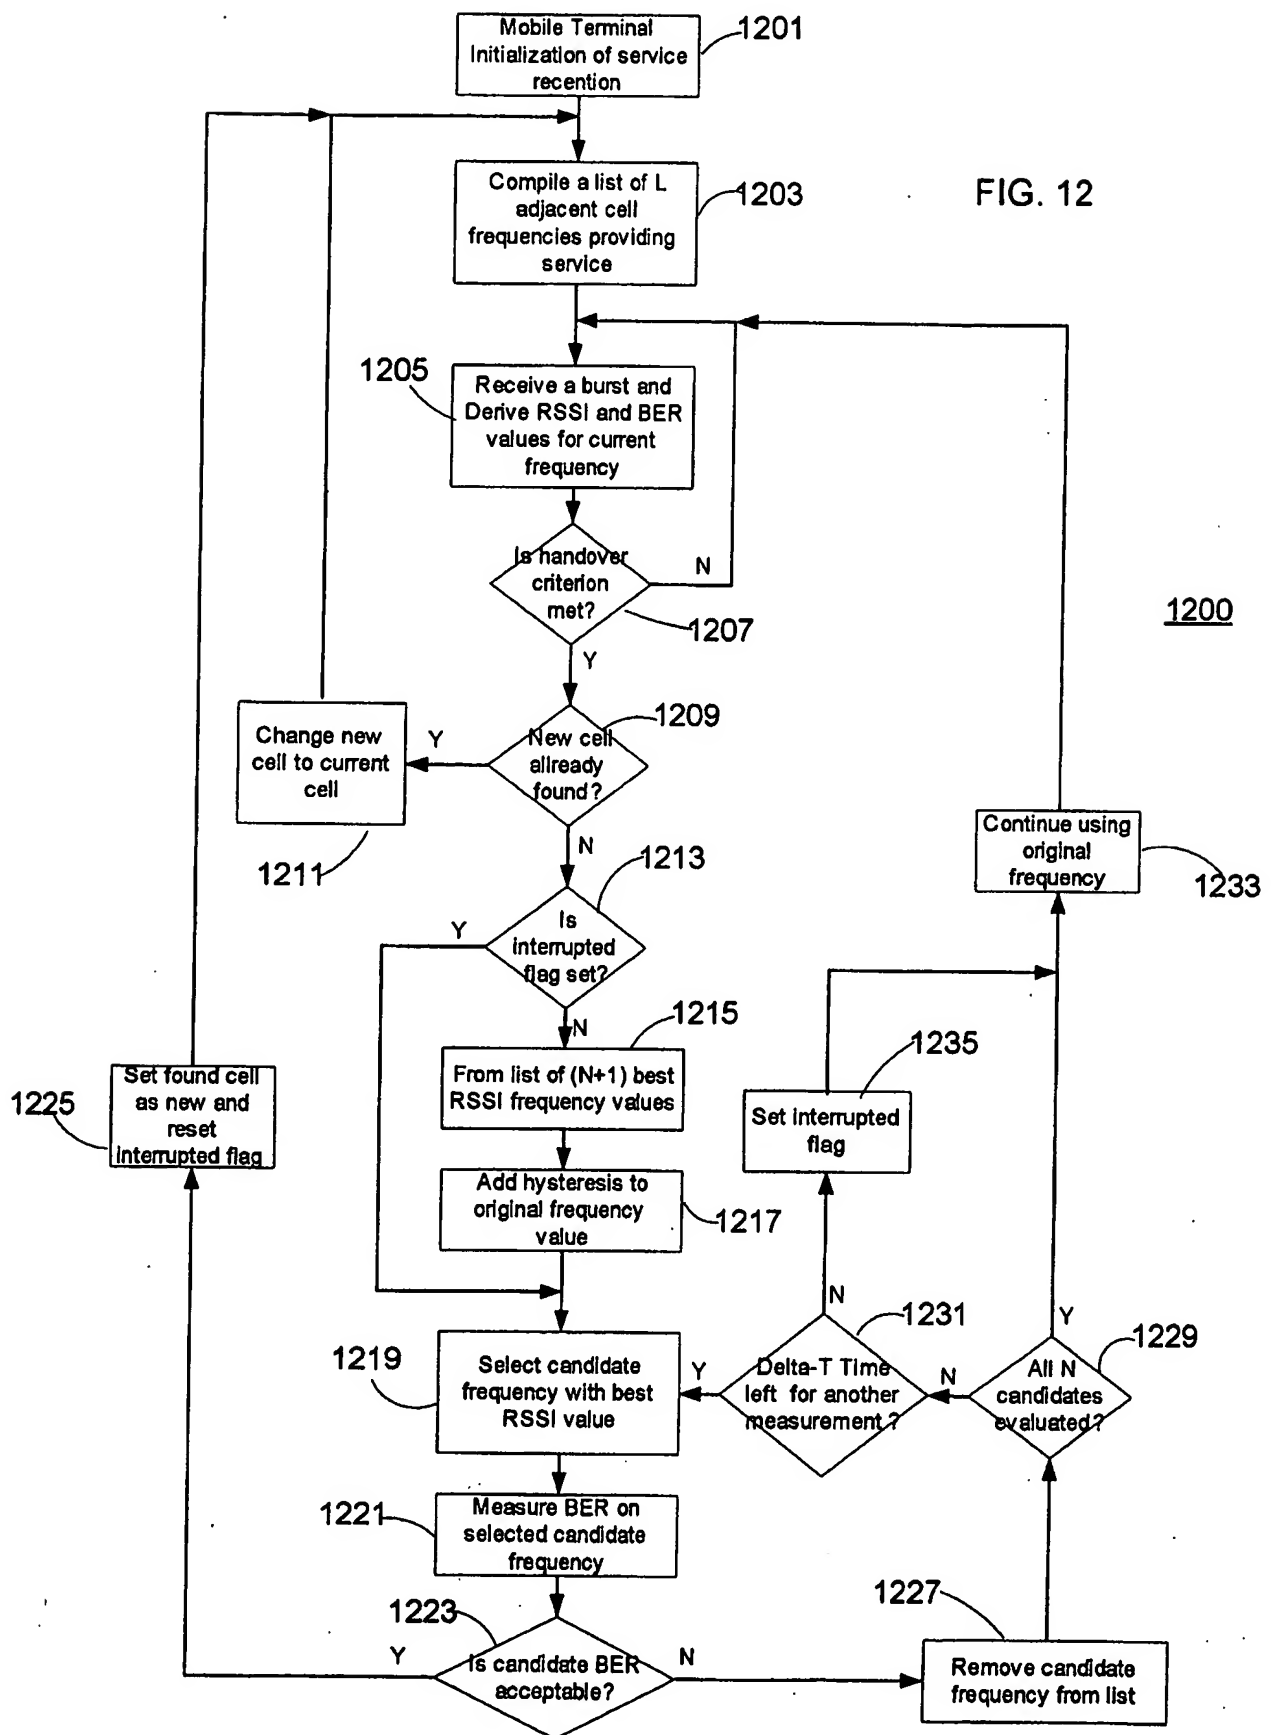 Mobile Terminal
Initialization of service
recention
1201
Compile a list of L
adjacent cell
frequencies providing
service
1203
FIG. 12
1205
Receive a burst and
Derive RSSI and BER
values for current
frequency
Is handover
criterion
met?
N
1207
1200
Y
1209
New cell
allready
found?
Y
Change new
cell to current
cell
1211
N
1213
Is
interrupted
flag set?
Y
N
1215
From list of (N+1) best
RSSI frequency values
Add hysteresis to
original frequency
value
1217
Continue using
original
frequency
1233
1235
Set interrupted
flag
Set found cell
as new and
reset
interrupted flag
1225
N
1231
Y
1229
1219
Select candidate
frequency with best
RSSI value
Y
Delta-T Time
left for another
measurement?
N
All N
candidates
evaluated?
1221
Measure BER on
selected candidate
frequency
1223
Y
Is candidate BER
acceptable?
N
1227
Remove candidate
frequency from list